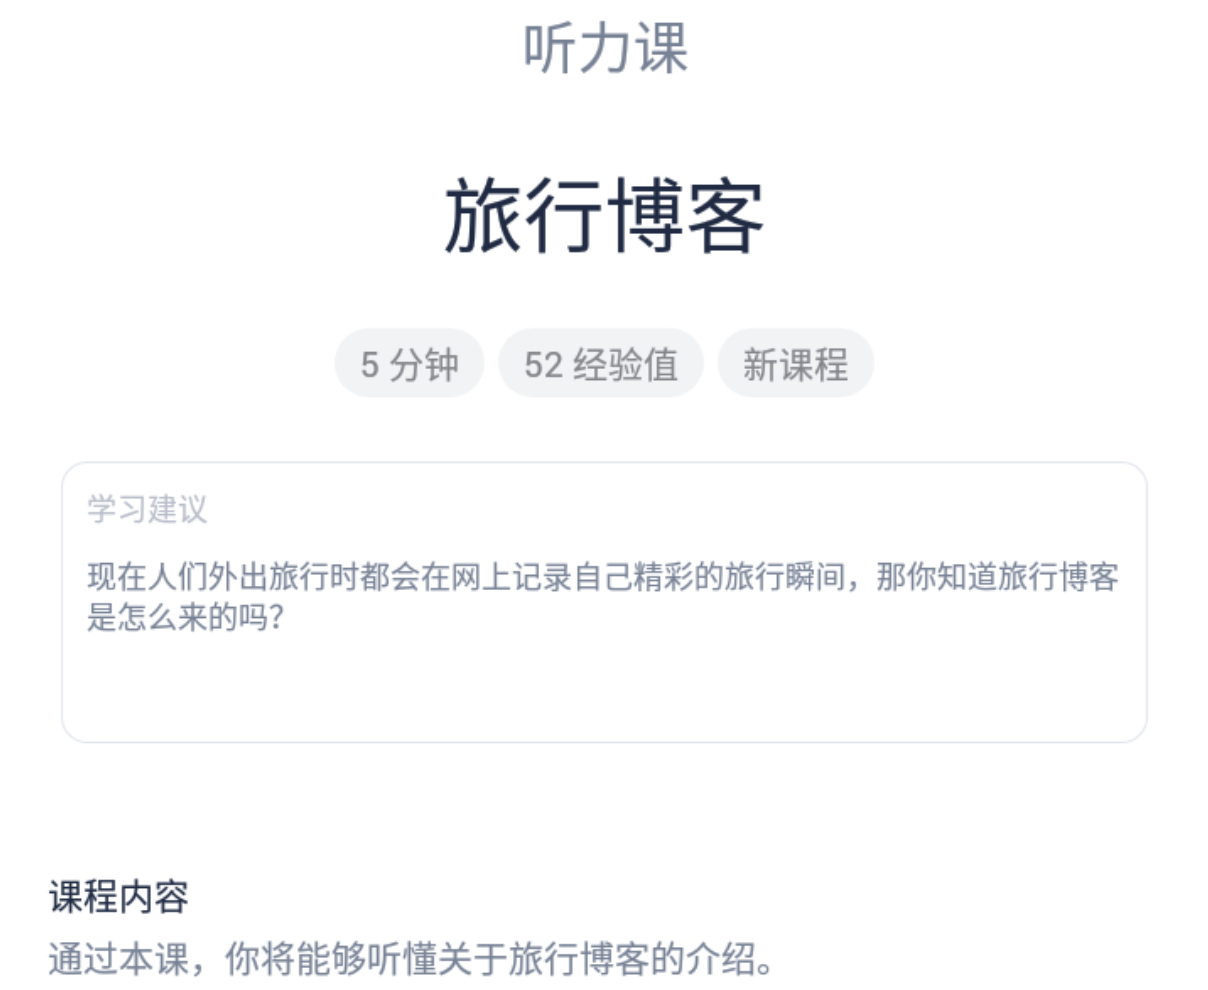 听力课
旅行博客
5 分钟 52 经验值 新课程
学习建议
现在人们外出旅行时都会在网上记录自己精彩的旅行瞬间，那你知道旅行博客
是怎么来的吗？
课程内容
通过本课，你将能够听懂关于旅行博客的介绍。